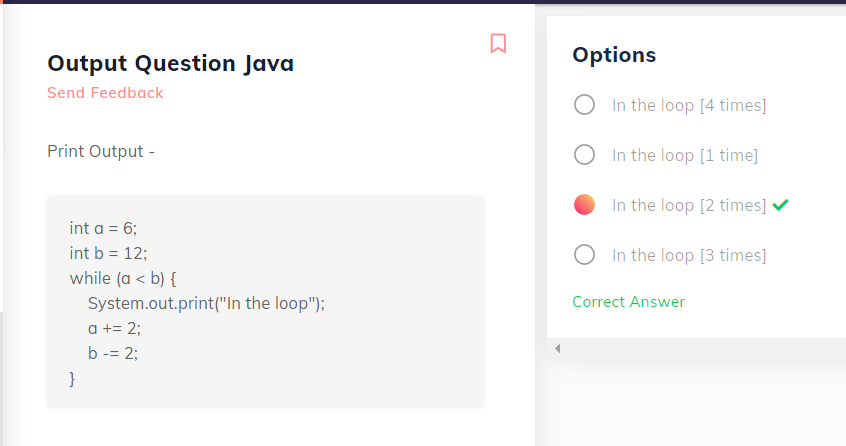 Output Question Java
Send Feedback
Print Output -
int a = 6;
int b = 12;
while (a < b) {
    System.out.print("In the loop");
    a += 2;
    b -= 2;
}
Options
In the loop [4 times]
In the loop [1 time]
In the loop [2 times]
In the loop [3 times]
Correct Answer